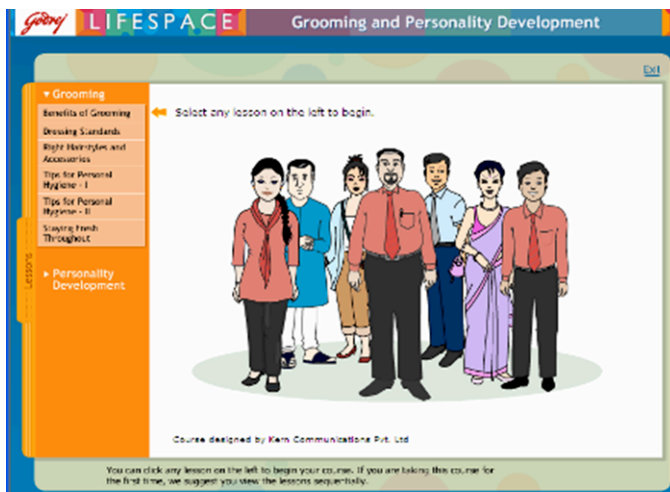 Godrej LIFESPACE Grooming and Personality Development
Exit
Grooming
Benefits of Grooming
Dressing Standards
Right Hairstyles and
Accessories
Tips for Personal
Hygiene - I
Tips for Personal
Hygiene - II
Staying Fresh
Throughout
Personality
Development
Lessons
Select any lesson on the left to begin.
Course designed by Kern Communications Pvt. Ltd
You can click any lesson on the left to begin your course. If you are taking this course for
the first time, we suggest you view the lessons sequentially.